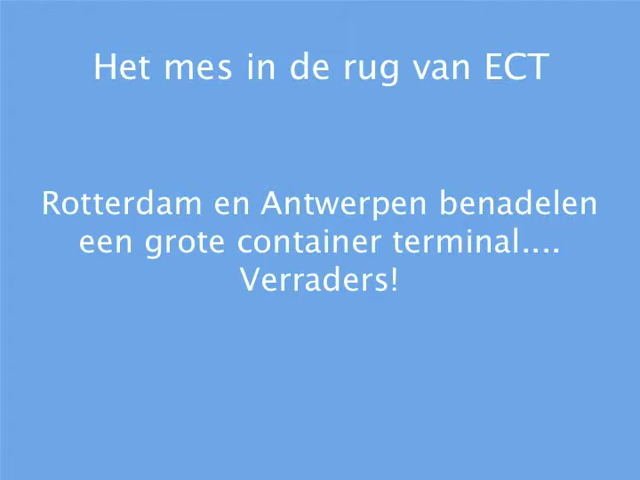 Het mes in de rug van ECT
Rotterdam en Antwerpen benadelen
een grote container terminal....
Verraders!